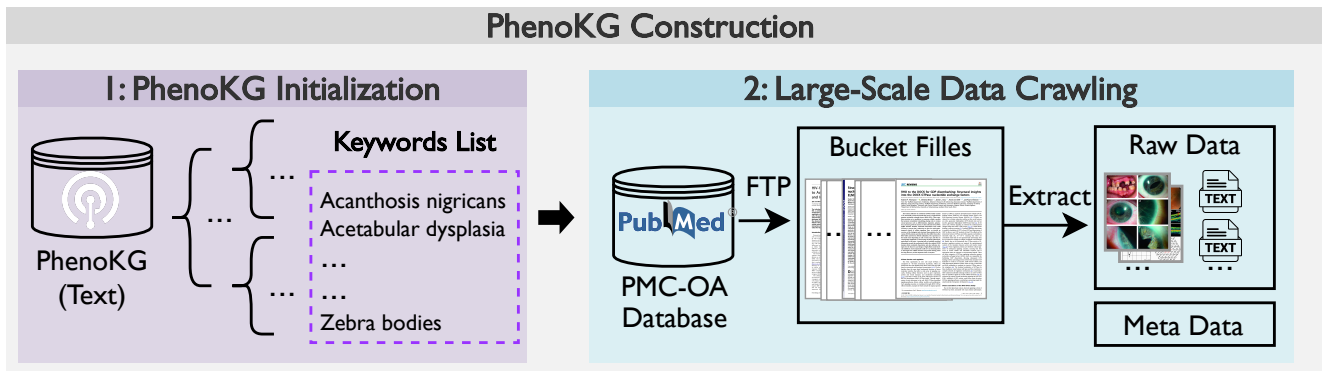 PhenoKG Construction
1: PhenoKG Initialization
Keywords List
...
...
...
Acanthosis nigricans
Acetabular dysplasia
...
...
Zebra bodies
PhenoKG
(Text)
2: Large-Scale Data Crawling
PubMed®
PMC-OA
Database
FTP
Bucket Filles
...
...
Extract
Raw Data
TEXT
TEXT
...
...
Meta Data